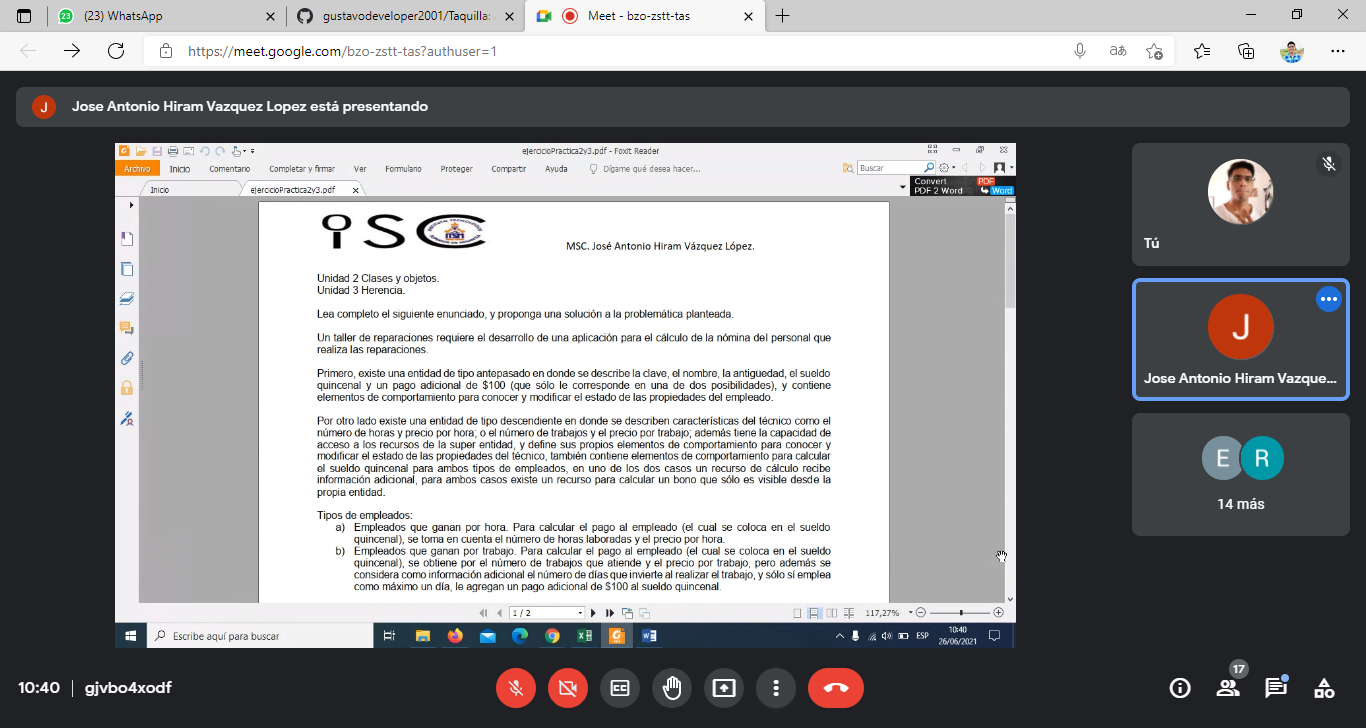 (23) WhatsApp
gustavodeveloper2001/Taquilla:
Meet - bzo-zstt-tas
https://meet.google.com/bzo-zstt-tas?authuser=1
Jose Antonio Hiram Vazquez Lopez está presentando
ejercicioPractica2y3.pdf - Foxit Reader
Archivo Inicio Comentario Completar y firmar Ver Formulario Proteger Compartir Ayuda Dígame qué desea hacer... Buscar
Inicio ejercicioPractica2y3.pdf
Convert PDF
PDF 2 Word Word
ISC
MSC. José Antonio Hiram Vázquez López.
Unidad 2 Clases y objetos.
Unidad 3 Herencia.
Lea completo el siguiente enunciado, y proponga una solución a la problemática planteada.
Un taller de reparaciones requiere el desarrollo de una aplicación para el cálculo de la nómina del personal que
realiza las reparaciones.
Primero, existe una entidad de tipo antepasado en donde se describe la clave, el nombre, la antigüedad, el sueldo
quincenal y un pago adicional de $100 (que sólo le corresponde en una de dos posibilidades), y contiene
elementos de comportamiento para conocer y modificar el estado de las propiedades del empleado.
Por otro lado existe una entidad de tipo descendiente en donde se describen características del técnico como el
número de horas y precio por hora; o el número de trabajos y el precio por trabajo; además tiene la capacidad de
acceso a los recursos de la super entidad, y define sus propios elementos de comportamiento para conocer y
modificar el estado de las propiedades del técnico, también contiene elementos de comportamiento para calcular
el sueldo quincenal para ambos tipos de empleados, en uno de los dos casos un recurso de cálculo recibe
información adicional, para ambos casos existe un recurso para calcular un bono que sólo es visible desde la
propia entidad.
Tipos de empleados:
a) Empleados que ganan por hora. Para calcular el pago al empleado (el cual se coloca en el sueldo
quincenal), se toma en cuenta el número de horas laboradas y el precio por hora.
b) Empleados que ganan por trabajo. Para calcular el pago al empleado (el cual se coloca en el sueldo
quincenal), se obtiene por el número de trabajos que atiende y el precio por trabajo, pero además se
considera como información adicional el número de días que invierte al realizar el trabajo, y sólo sí emplea
como máximo un día, le agregan un pago adicional de $100 al sueldo quincenal.
1 / 2
117,27%
Escribe aquí para buscar
ESP
10:40
26/06/2021
Tú
J
Jose Antonio Hiram Vazque...
E R
14 más
10:40 | gjvbo4xodf
17